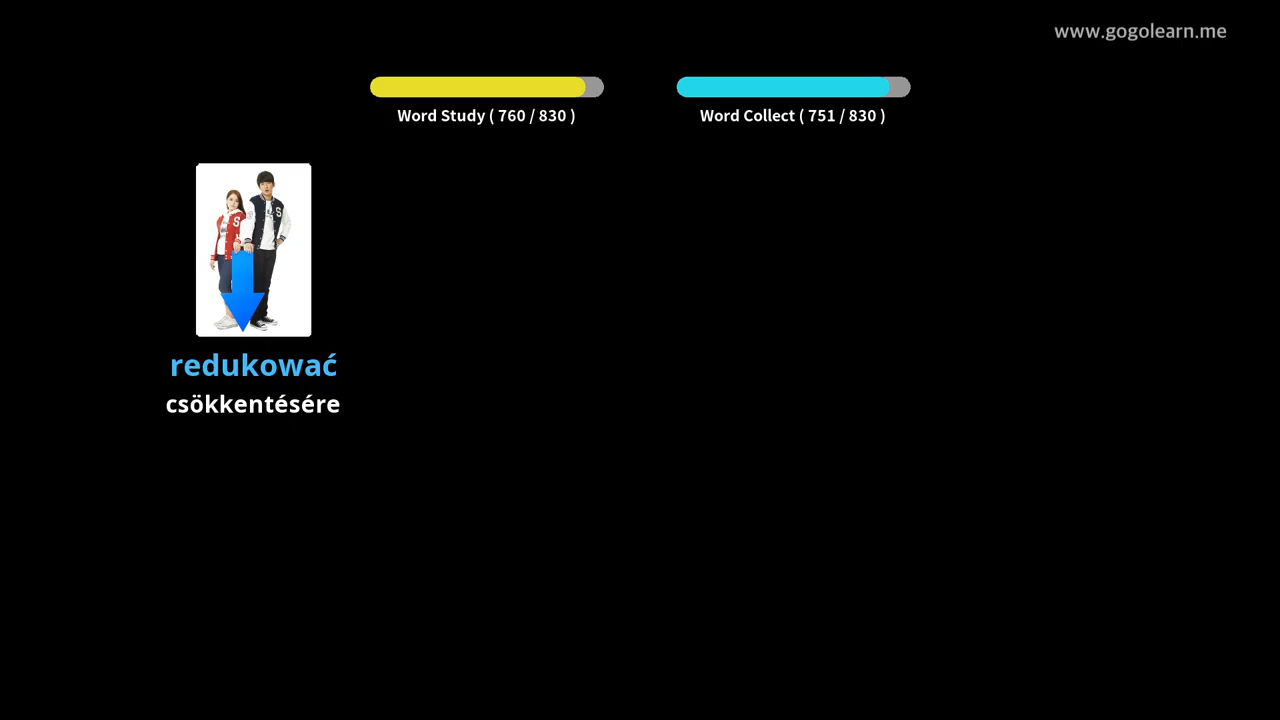 www.gogolearn.me
Word Study ( 760 / 830 )
Word Collect ( 751 / 830 )
S
S
redukować
csökkentésére